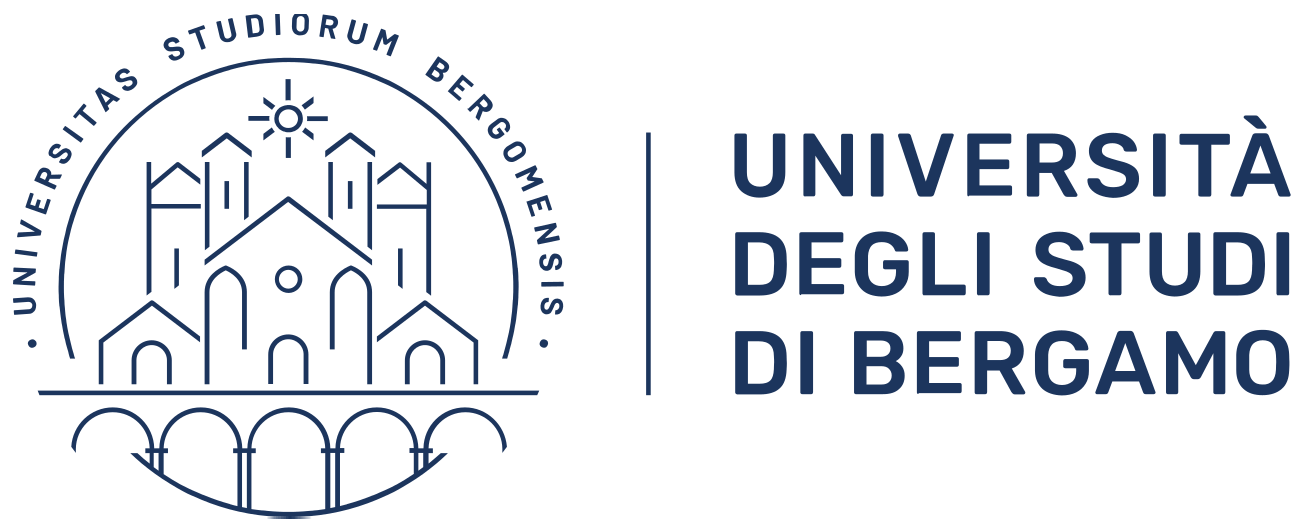 • UNIVERSITAS STUDIORUM BERGOMENSIS •
UNIVERSITÀ
DEGLI STUDI
DI BERGAMO